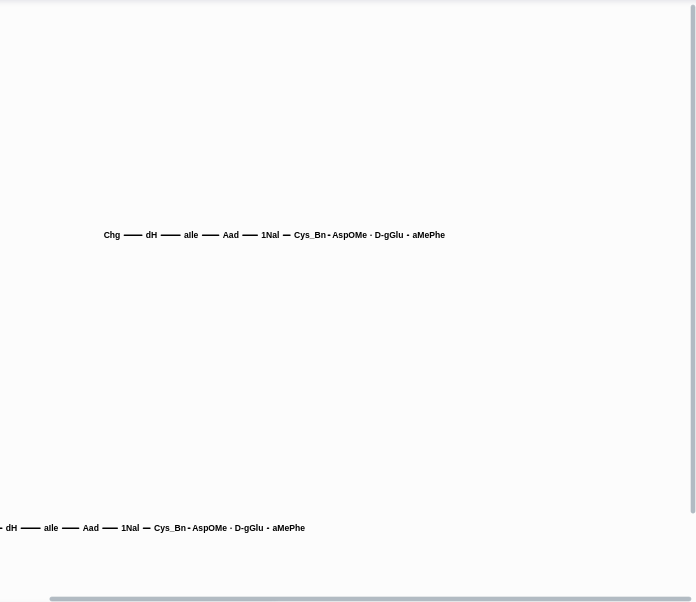 Chg — dH — aIle — Aad — 1Nal — Cys_Bn - AspOMe - D-gGlu - aMePhe
- dH — aIle — Aad — 1Nal — Cys_Bn - AspOMe - D-gGlu - aMePhe